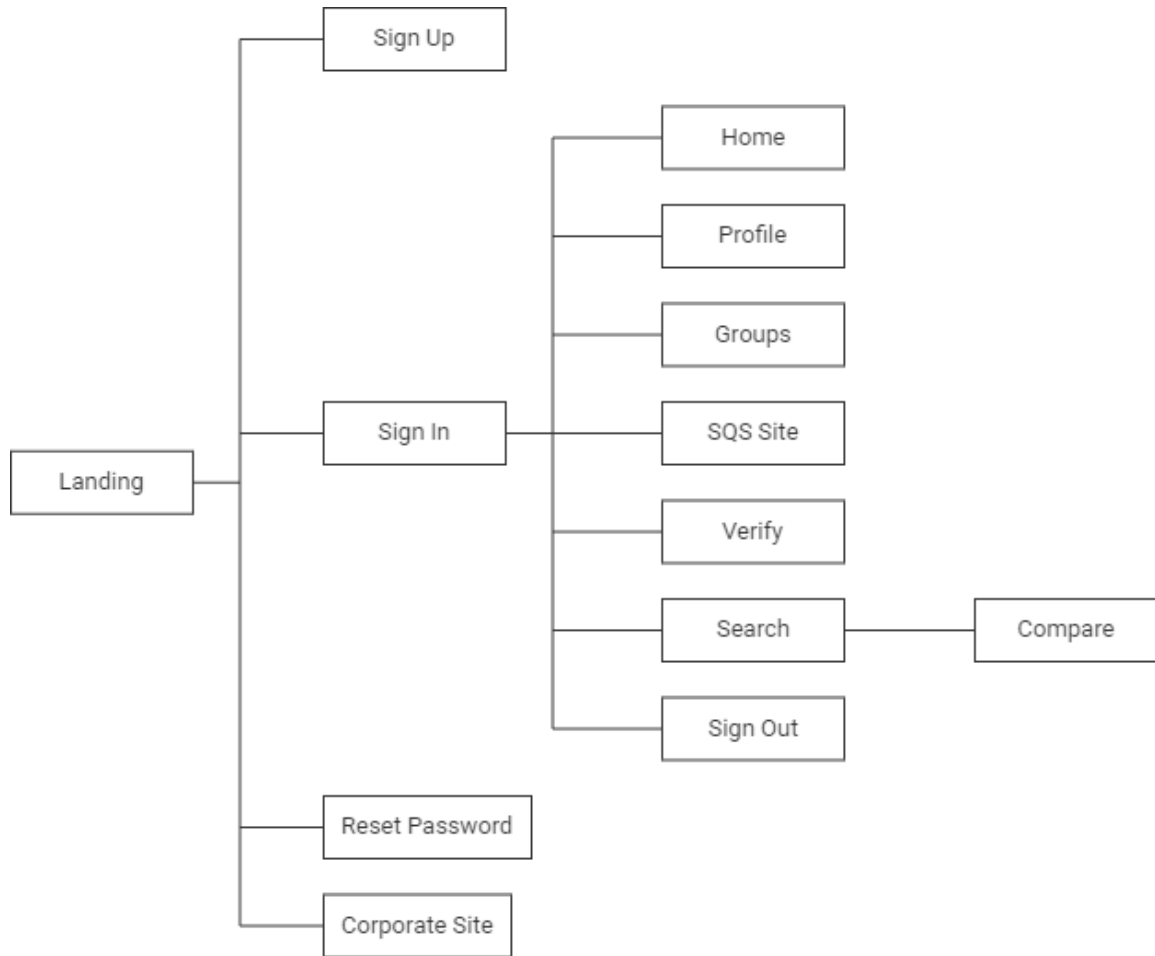 Sign Up
Home
Profile
Groups
Sign In
SQS Site
Landing
Verify
Search
Compare
Sign Out
Reset Password
Corporate Site